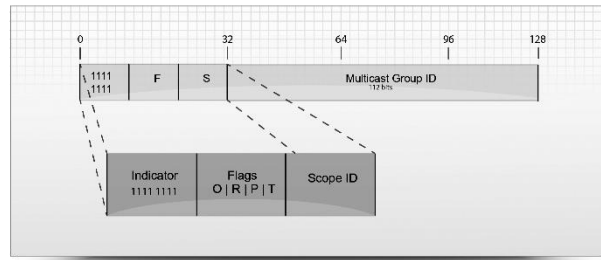 0 32 64 96 128
1111
1111
F
S
Multicast Group ID
112 bits
Indicator
1111 1111
Flags
O | R | P | T
Scope ID